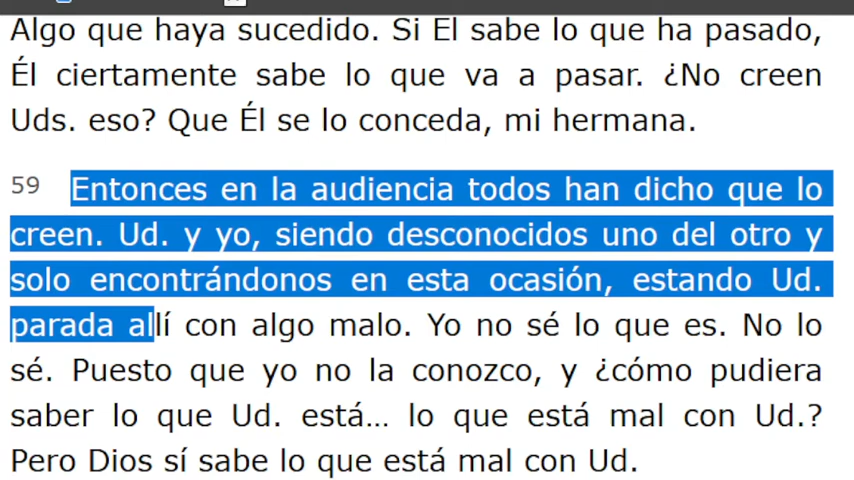 Algo que haya sucedido. Si Él sabe lo que ha pasado,
Él ciertamente sabe lo que va a pasar. ¿No creen
Uds. eso? Que Él se lo conceda, mi hermana.
59 Entonces en la audiencia todos han dicho que lo
creen. Ud. y yo, siendo desconocidos uno del otro y
solo encontrándonos en esta ocasión, estando Ud.
parada allí con algo malo. Yo no sé lo que es. No lo
sé. Puesto que yo no la conozco, y ¿cómo pudiera
saber lo que Ud. está… lo que está mal con Ud.?
Pero Dios sí sabe lo que está mal con Ud.